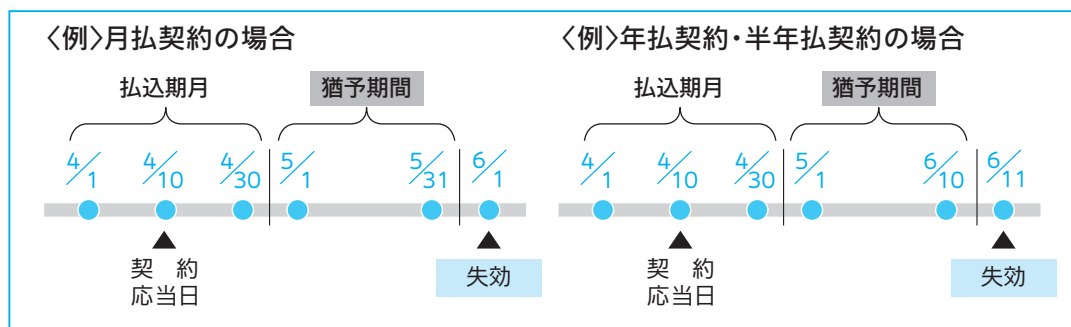 〈例〉月払契約の場合
払込期月 猶予期間
4/1 4/10 4/30 5/1 5/31 6/1
契 約
応当日
失効
〈例〉年払契約・半年払契約の場合
払込期月 猶予期間
4/1 4/10 4/30 5/1 6/10 6/11
契 約
応当日
失効